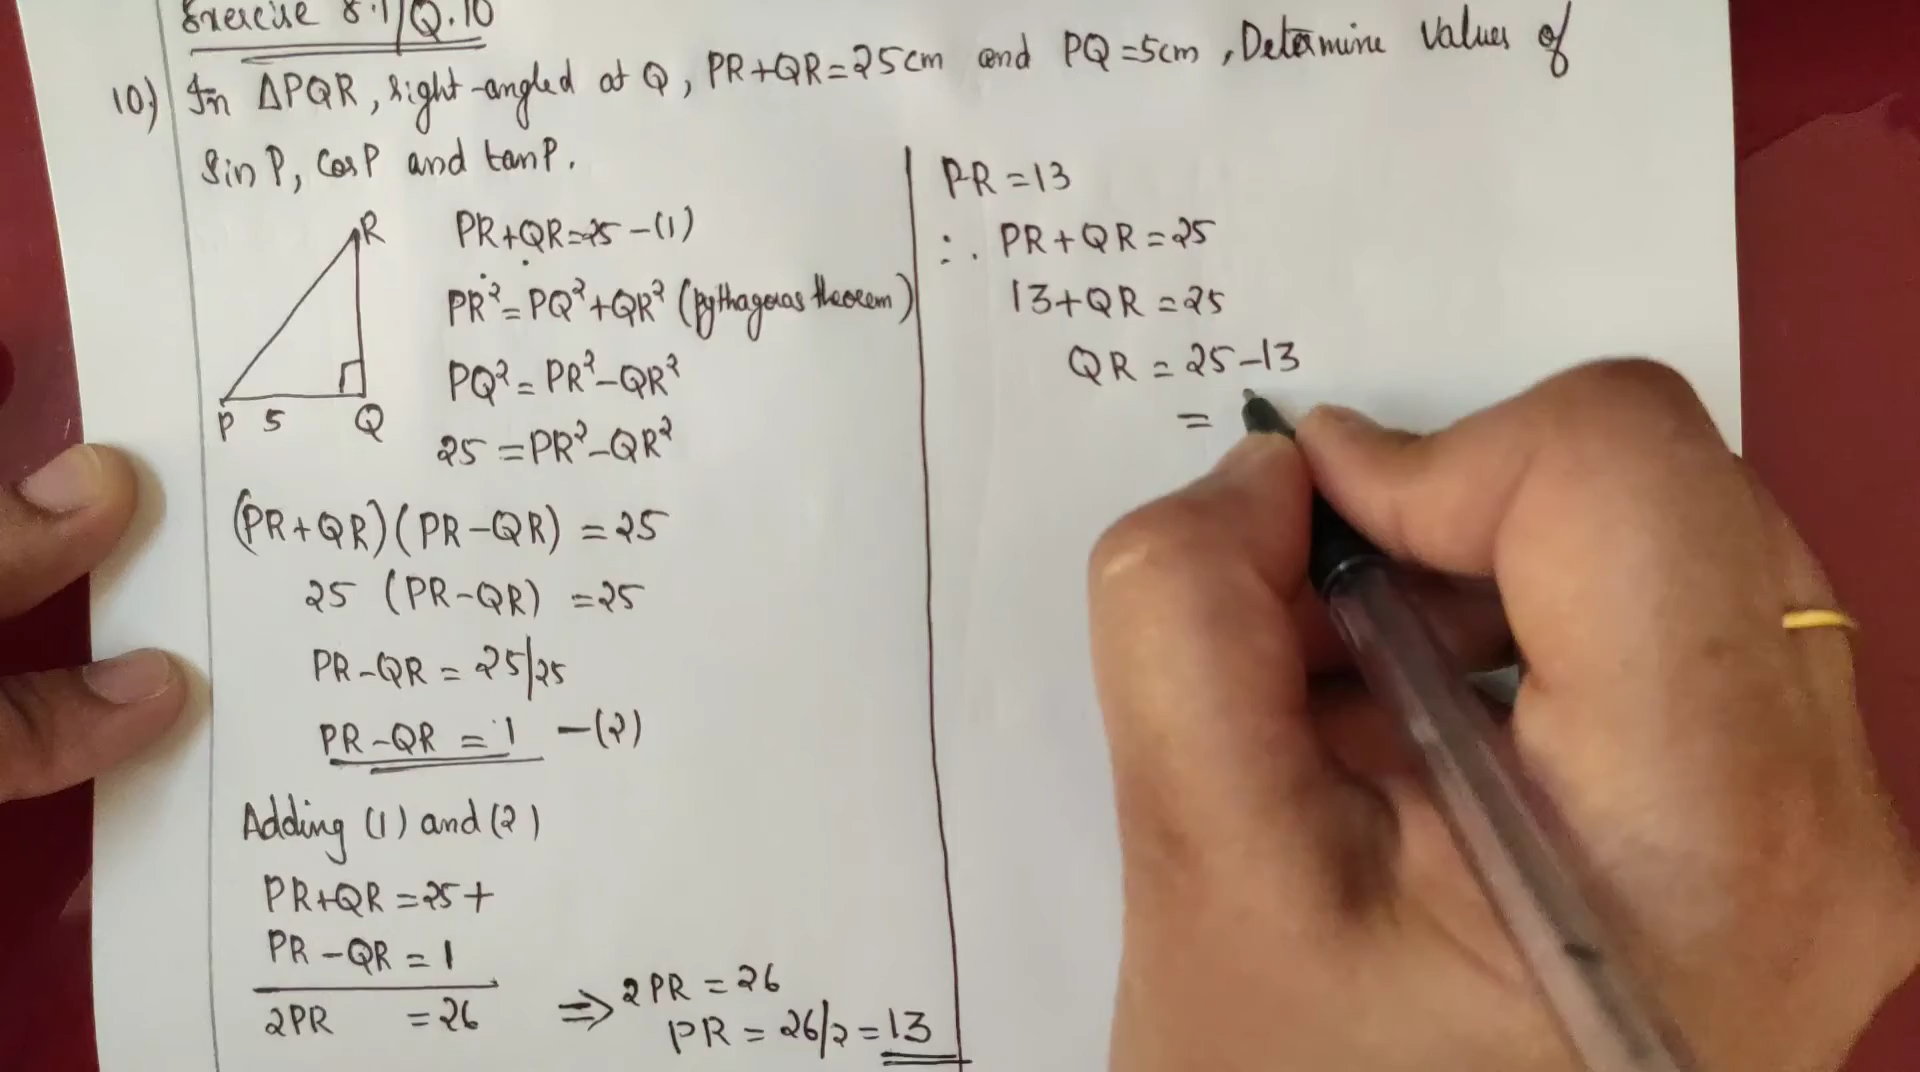 Exercise 8.1/Q.10
10) In ΔPQR, right-angled at Q, PR+QR=25cm and PQ=5cm, Determine Values of
Sin P, Cos P and tan P.
R
P 5 Q
PR+QR=25 -(1)
PR²=PQ²+QR² (Pythagoras theorem)
PQ²=PR²-QR²
25=PR²-QR²
(PR+QR)(PR-QR)=25
25 (PR-QR) =25
PR-QR=25/25
PR-QR=1 -(2)
Adding (1) and (2)
PR+QR=25+
PR-QR=1
2PR =26
⇒ 2PR=26
PR=26/2=13
PR=13
∴ PR+QR=25
13+QR=25
QR=25-13
=